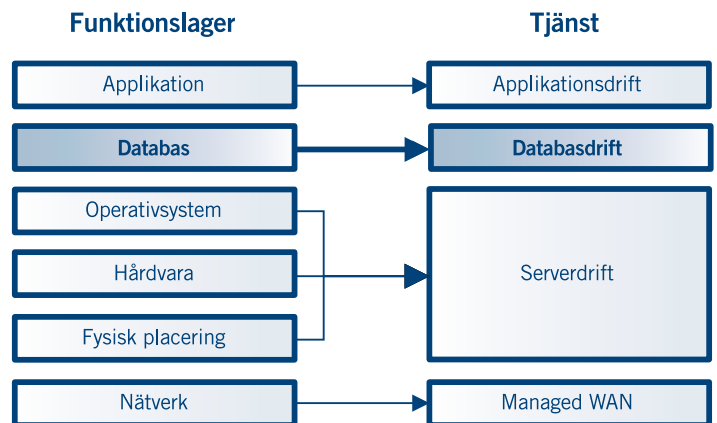 Funktionslager
Tjänst
Applikation
Applikationsdrift
Databas
Databasdrift
Operativsystem
Hårdvara
Serverdrift
Fysisk placering
Nätverk
Managed WAN